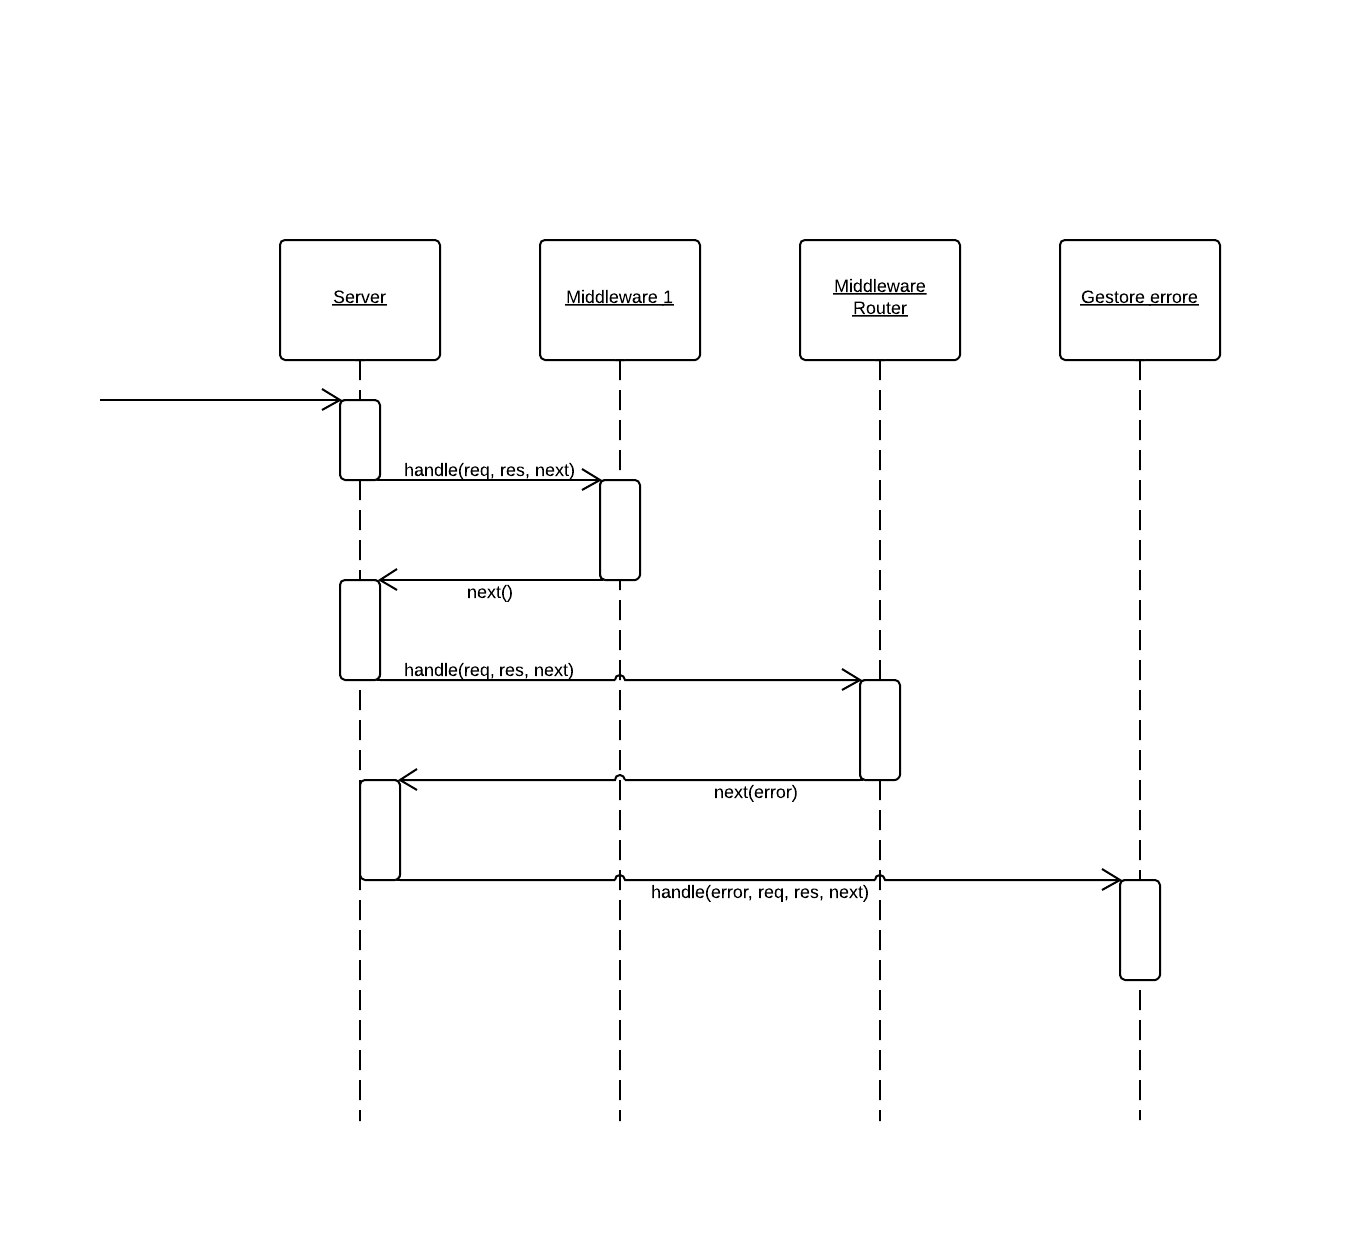 Server
Middleware 1
Middleware
Router
Gestore errore
handle(req, res, next)
next()
handle(req, res, next)
next(error)
handle(error, req, res, next)